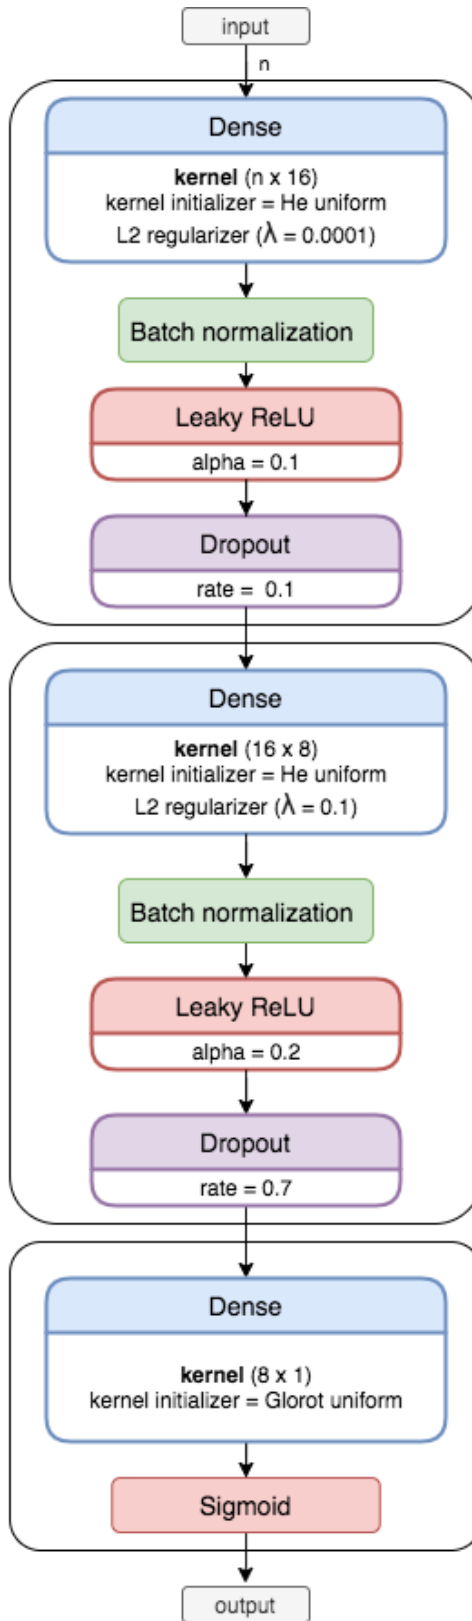 input
n
Dense
kernel (n x 16)
kernel initializer = He uniform
L2 regularizer (λ = 0.0001)
Batch normalization
Leaky ReLU
alpha = 0.1
Dropout
rate =  0.1
Dense
kernel (16 x 8)
kernel initializer = He uniform
L2 regularizer (λ = 0.1)
Batch normalization
Leaky ReLU
alpha = 0.2
Dropout
rate = 0.7
Dense
kernel (8 x 1)
kernel initializer = Glorot uniform
Sigmoid
output